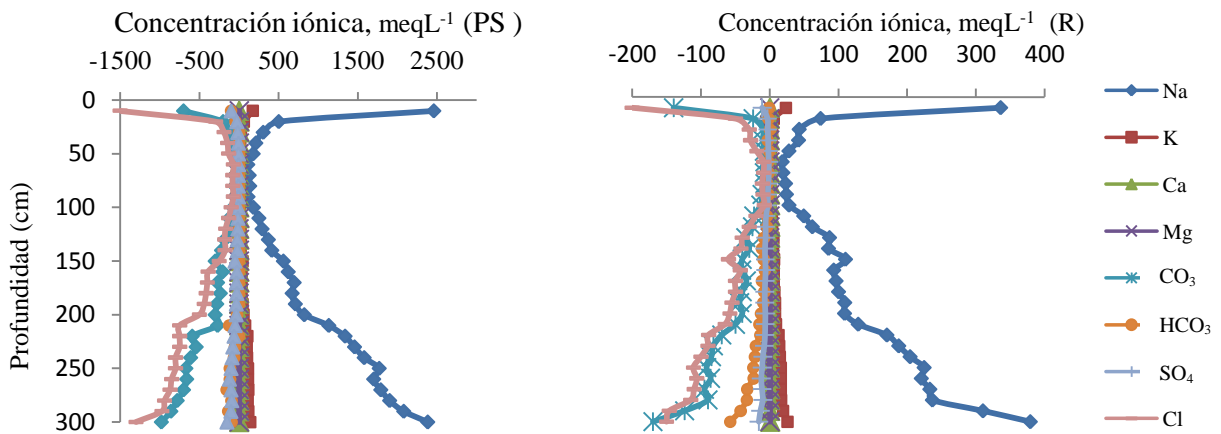 Concentración iónica, meqL⁻¹ (PS )
-1500 -500 500 1500 2500
0
50
100
150
200
250
300
Profundidad (cm)
Concentración iónica, meqL⁻¹ (R)
-200 -100 0 100 200 300 400
0
50
100
150
200
250
300
Na
K
Ca
Mg
CO₃
HCO₃
SO₄
Cl